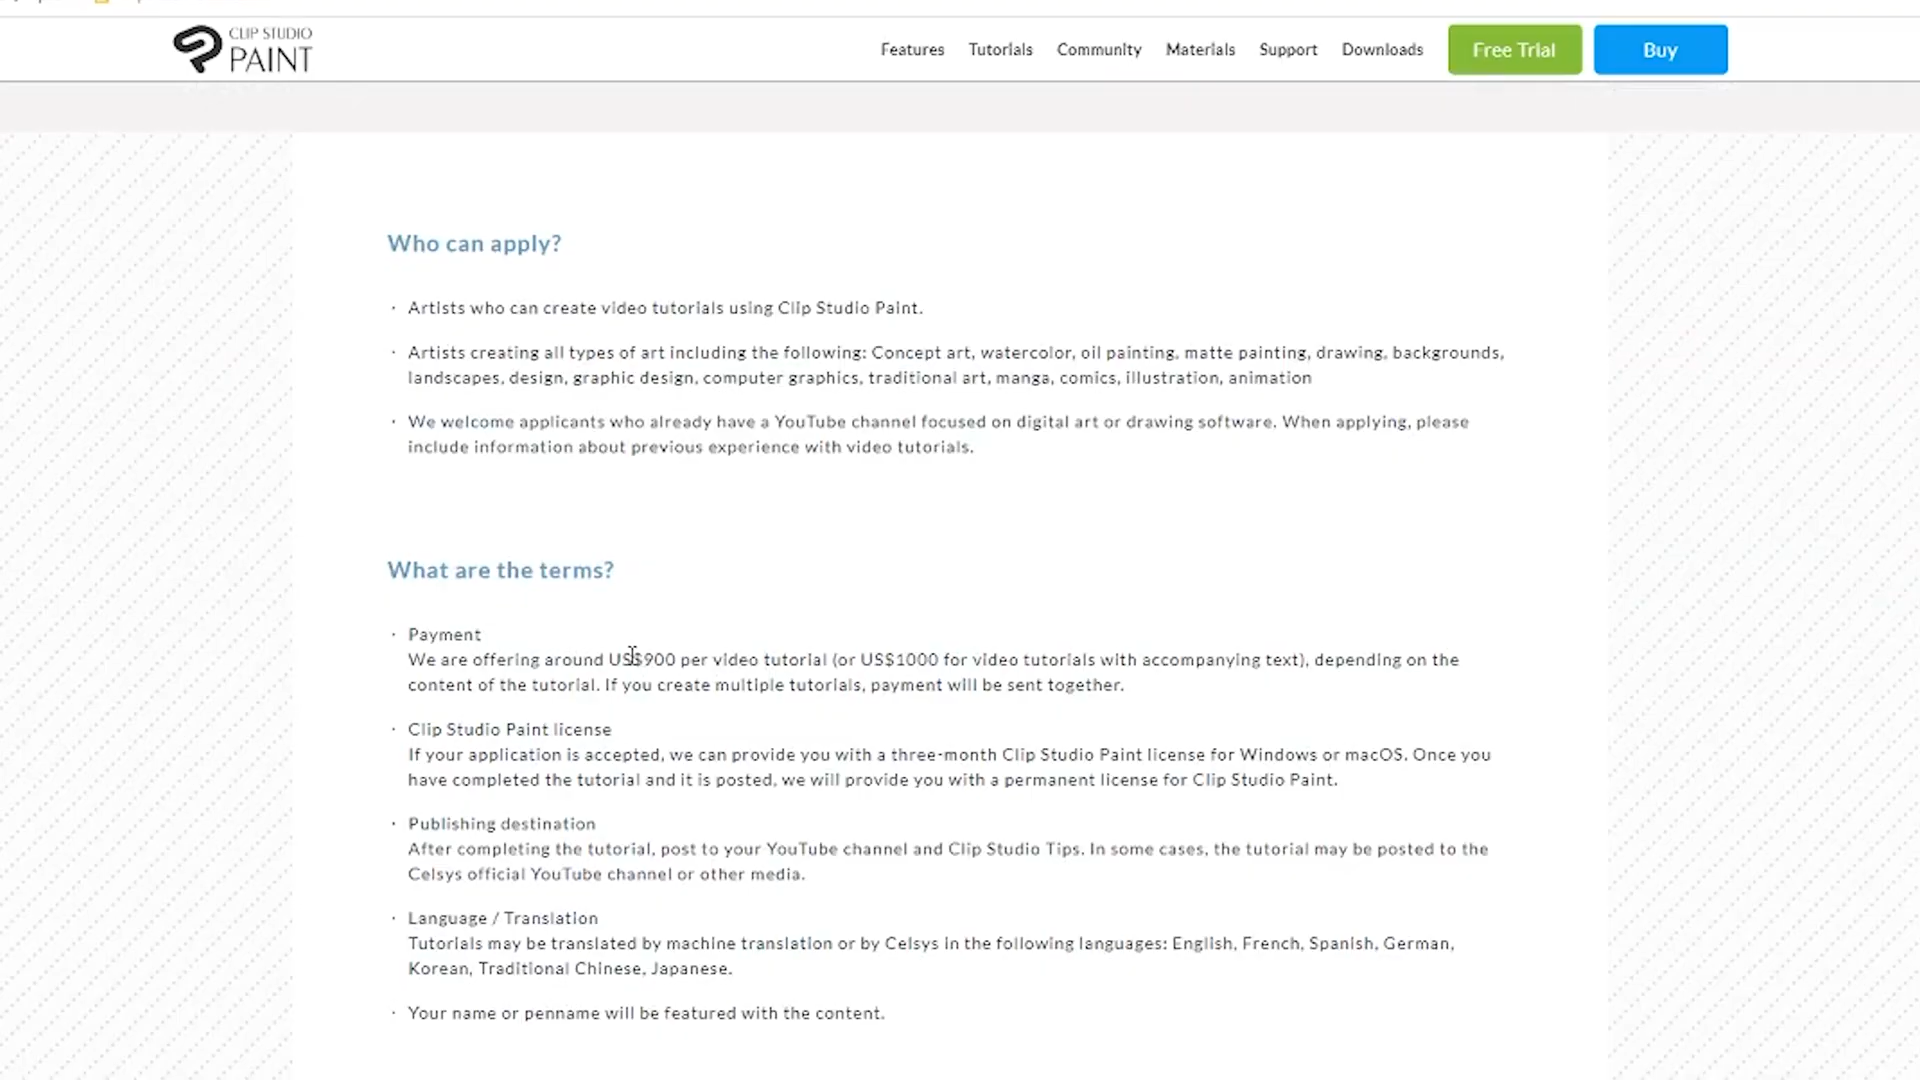 CLIP STUDIO
PAINT
Features Tutorials Community Materials Support Downloads Free Trial Buy
Who can apply?
· Artists who can create video tutorials using Clip Studio Paint.
· Artists creating all types of art including the following: Concept art, watercolor, oil painting, matte painting, drawing, backgrounds,
landscapes, design, graphic design, computer graphics, traditional art, manga, comics, illustration, animation
· We welcome applicants who already have a YouTube channel focused on digital art or drawing software. When applying, please
include information about previous experience with video tutorials.
What are the terms?
· Payment
We are offering around US$900 per video tutorial (or US$1000 for video tutorials with accompanying text), depending on the
content of the tutorial. If you create multiple tutorials, payment will be sent together.
· Clip Studio Paint license
If your application is accepted, we can provide you with a three-month Clip Studio Paint license for Windows or macOS. Once you
have completed the tutorial and it is posted, we will provide you with a permanent license for Clip Studio Paint.
· Publishing destination
After completing the tutorial, post to your YouTube channel and Clip Studio Tips. In some cases, the tutorial may be posted to the
Celsys official YouTube channel or other media.
· Language / Translation
Tutorials may be translated by machine translation or by Celsys in the following languages: English, French, Spanish, German,
Korean, Traditional Chinese, Japanese.
· Your name or penname will be featured with the content.